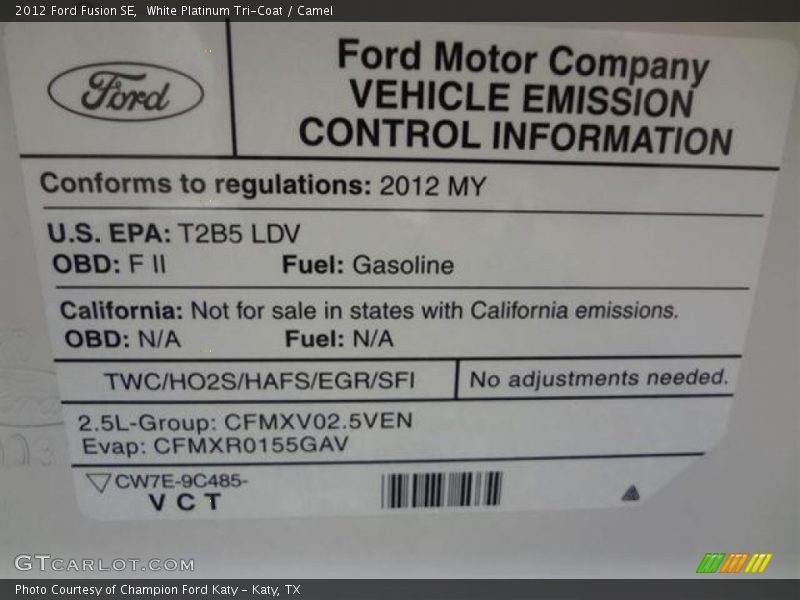 2012 Ford Fusion SE,  White Platinum Tri-Coat / Camel
Ford
Ford Motor Company
VEHICLE EMISSION
CONTROL INFORMATION
Conforms to regulations: 2012 MY
U.S. EPA: T2B5 LDV
OBD: F II Fuel: Gasoline
California: Not for sale in states with California emissions.
OBD: N/A Fuel: N/A
TWC/HO2S/HAFS/EGR/SFI No adjustments needed.
2.5L-Group: CFMXV02.5VEN
Evap: CFMXR0155GAV
CW7E-9C485-
V C T
GTCARLOT.COM
Photo Courtesy of Champion Ford Katy - Katy, TX